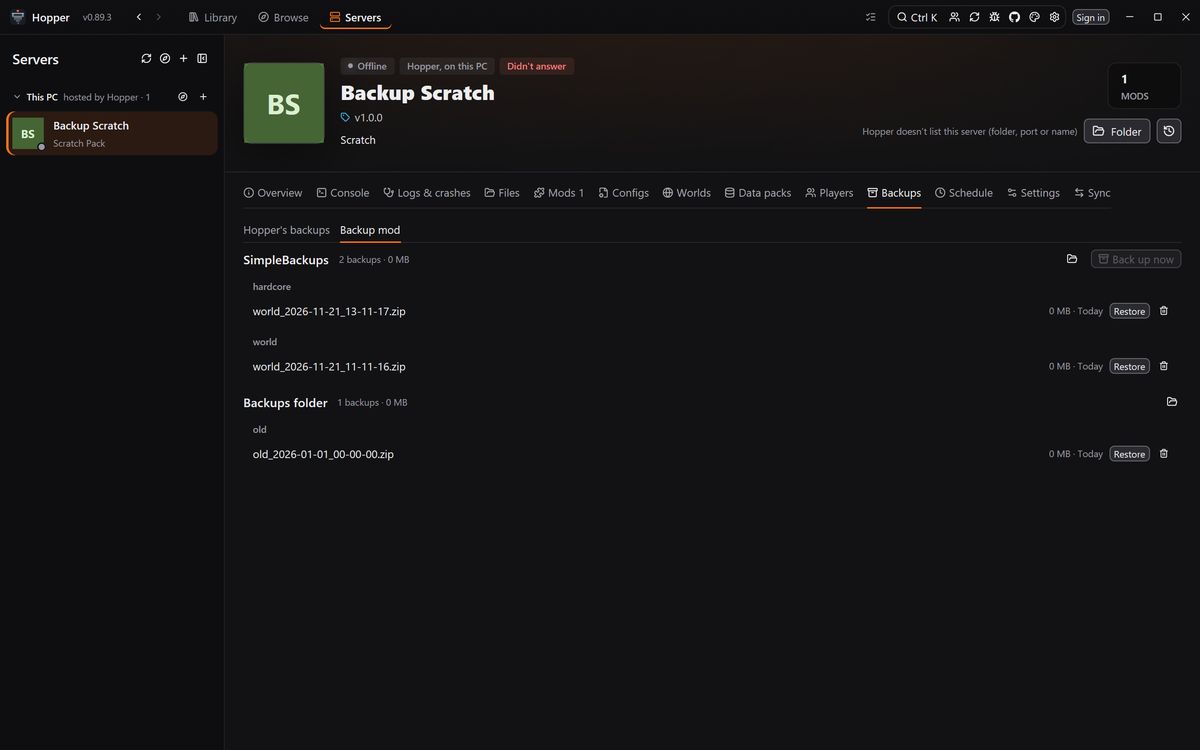 Hopper v0.89.3 Library Browse Servers Ctrl K Sign in
Servers
This PC hosted by Hopper · 1
BS Backup Scratch
Scratch Pack
BS
Offline Hopper, on this PC Didn't answer
Backup Scratch
v1.0.0
Scratch
1
MODS
Hopper doesn't list this server (folder, port or name) Folder
Overview Console Logs & crashes Files Mods 1 Configs Worlds Data packs Players Backups Schedule Settings Sync
Hopper's backups Backup mod
SimpleBackups 2 backups · 0 MB Back up now
hardcore
world_2026-11-21_13-11-17.zip 0 MB · Today Restore
world
world_2026-11-21_11-11-16.zip 0 MB · Today Restore
Backups folder 1 backups · 0 MB
old
old_2026-01-01_00-00-00.zip 0 MB · Today Restore